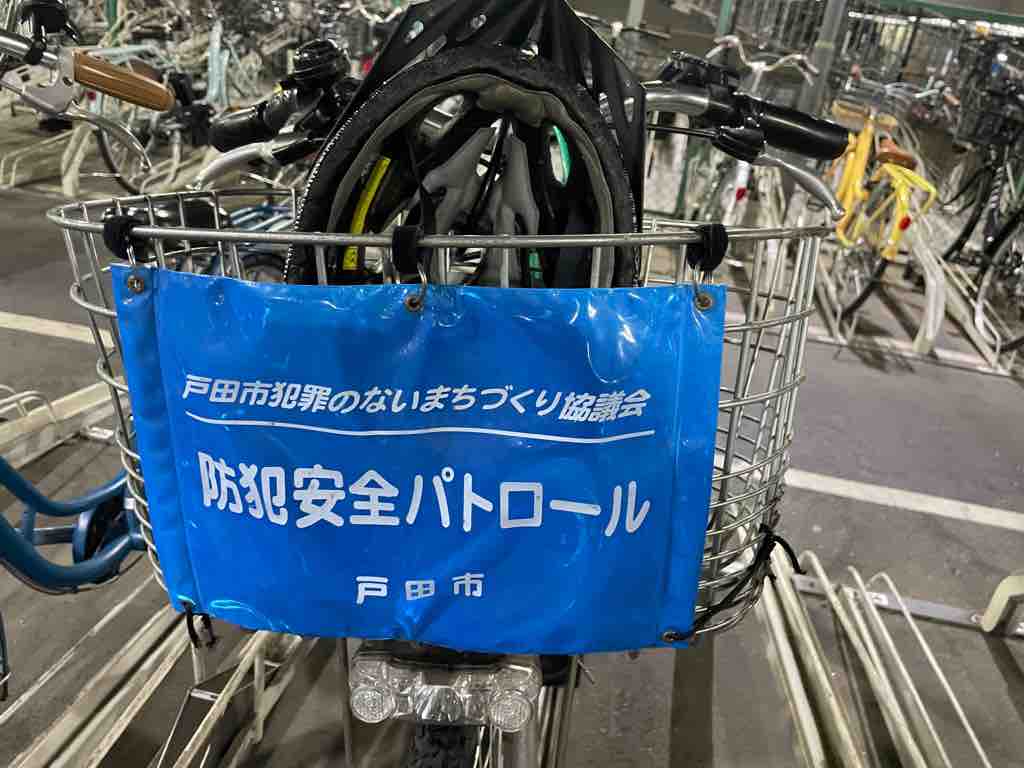 戸田市犯罪のないまちづくり協議会
防犯安全パトロール
戸田市